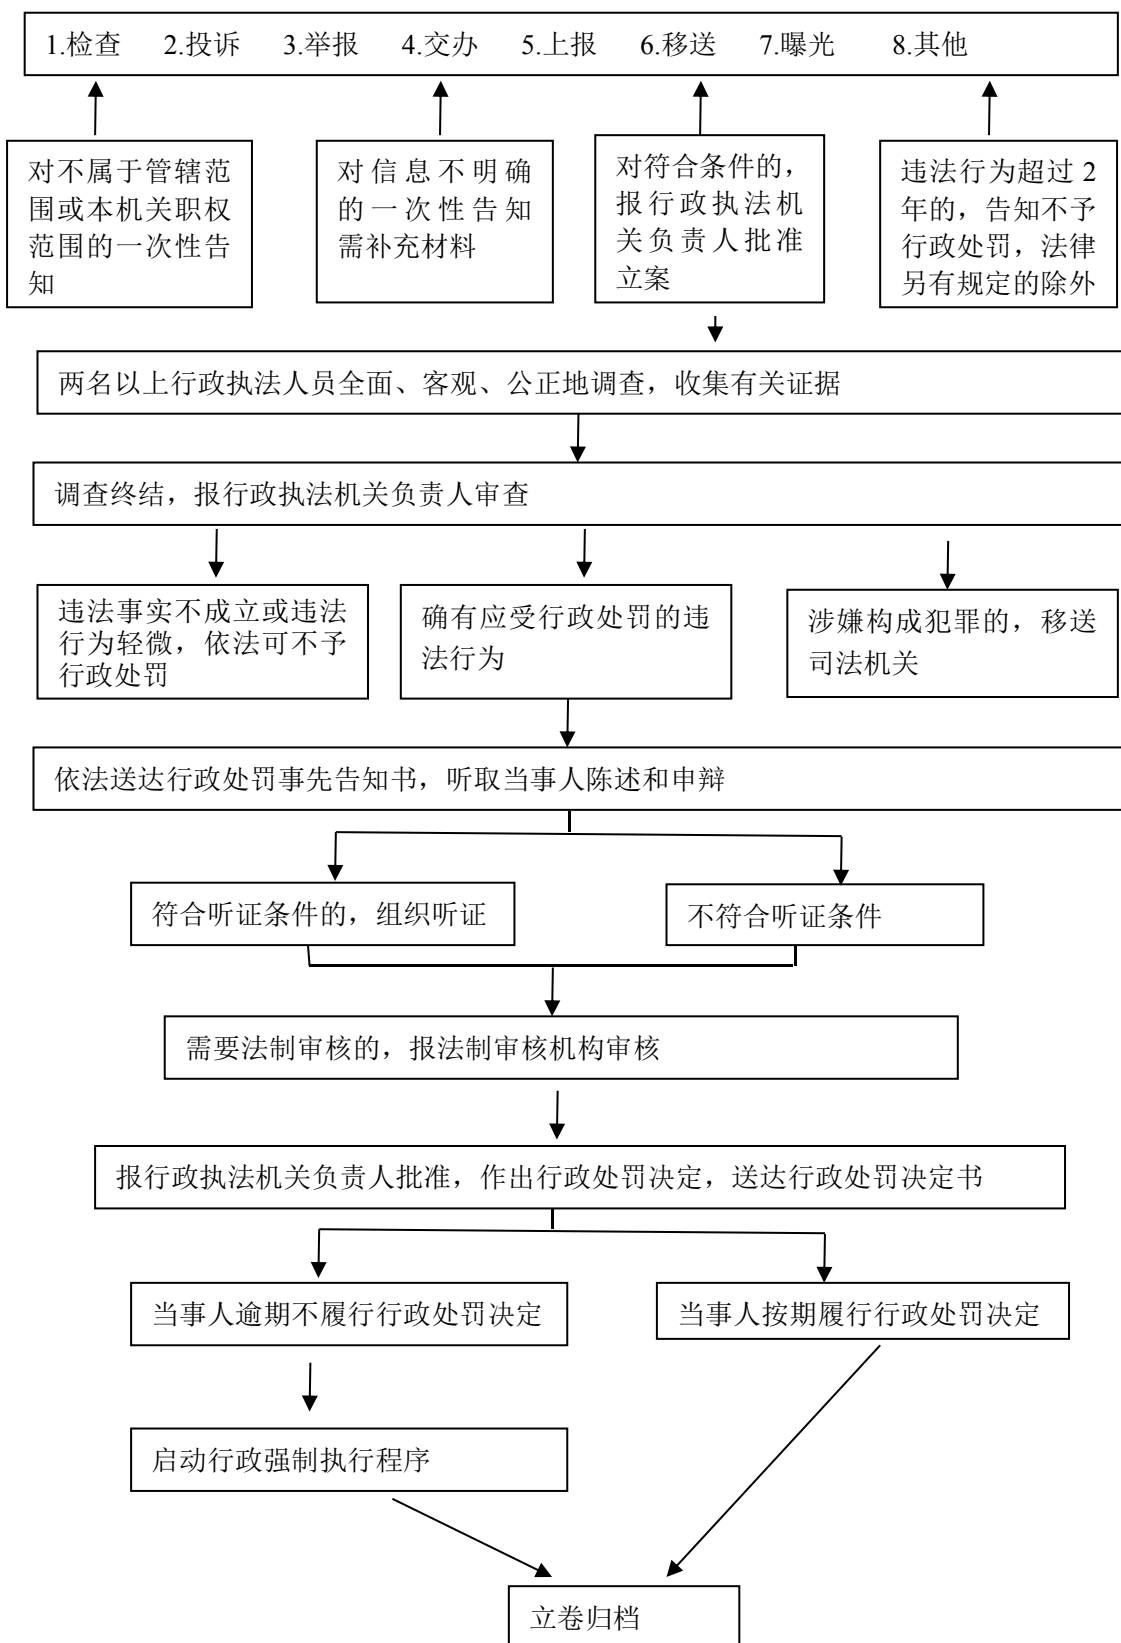 1.检查 2.投诉 3.举报 4.交办 5.上报 6.移送 7.曝光 8.其他
对不属于管辖范
围或本机关职权
范围的一次性告
知
对信息不明确
的一次性告知
需补充材料
对符合条件的，
报行政执法机
关负责人批准
立案
违法行为超过 2
年的，告知不予
行政处罚，法律
另有规定的除外
两名以上行政执法人员全面、客观、公正地调查，收集有关证据
调查终结，报行政执法机关负责人审查
违法事实不成立或违法
行为轻微，依法可不予
行政处罚
确有应受行政处罚的违
法行为
涉嫌构成犯罪的，移送
司法机关
依法送达行政处罚事先告知书，听取当事人陈述和申辩
符合听证条件的，组织听证
不符合听证条件
需要法制审核的，报法制审核机构审核
报行政执法机关负责人批准，作出行政处罚决定，送达行政处罚决定书
当事人逾期不履行行政处罚决定
当事人按期履行行政处罚决定
启动行政强制执行程序
立卷归档